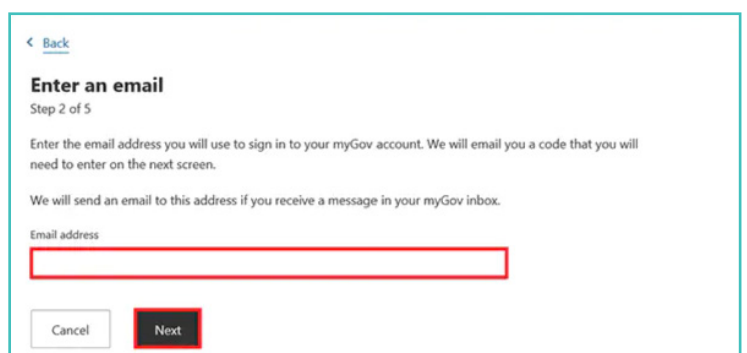 Back
Enter an email
Step 2 of 5
Enter the email address you will use to sign in to your myGov account. We will email you a code that you will
need to enter on the next screen.
We will send an email to this address if you receive a message in your myGov inbox.
Email address
Cancel Next